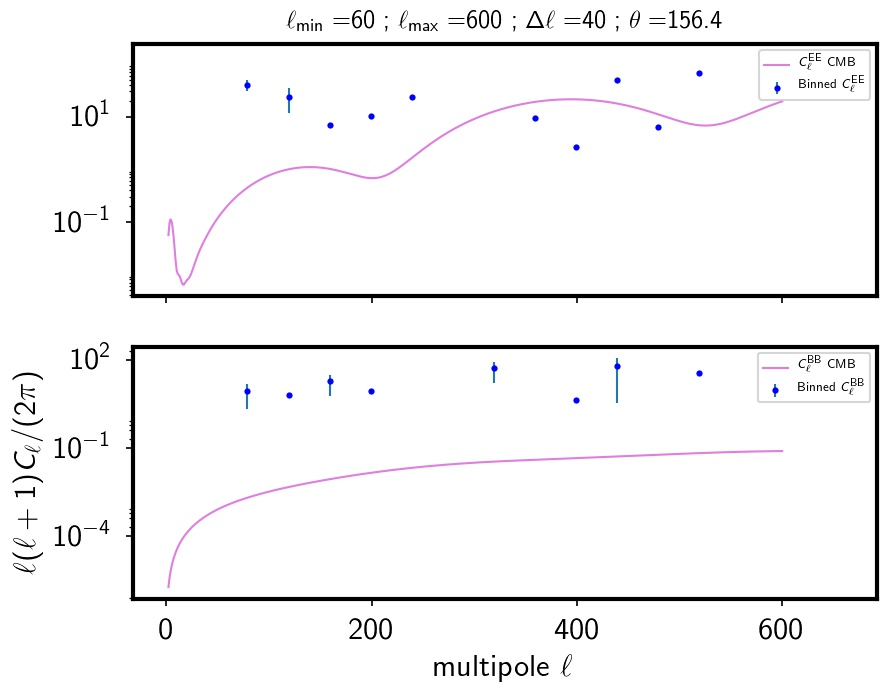 ℓmin =60 ; ℓmax =600 ; Δℓ =40 ; θ =156.4
10^1
10^−1
C_ℓ^EE CMB
Binned C_ℓ^EE
10^2
10^−1
10^−4
C_ℓ^BB CMB
Binned C_ℓ^BB
ℓ(ℓ + 1)C_ℓ/(2π)
0 200 400 600
multipole ℓ